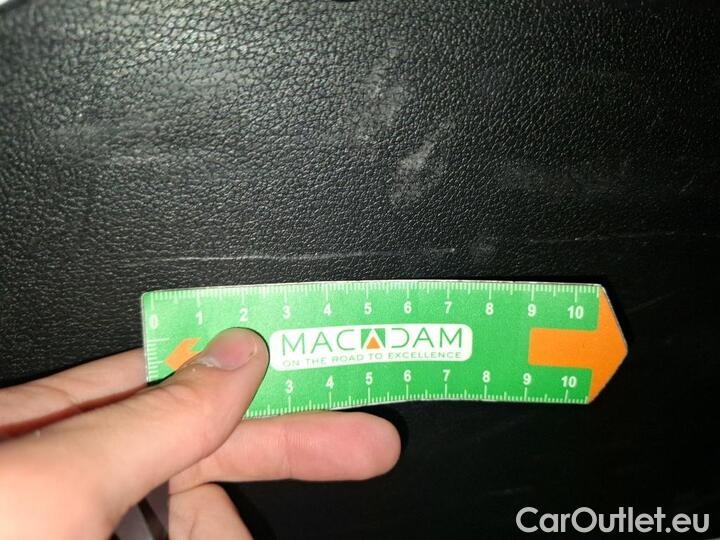 0 1 2 3 4 5 6 7 8 9 10
MACADAM
ON THE ROAD TO EXCELLENCE
3 4 5 6 7 8 9 10
CarOutlet.eu